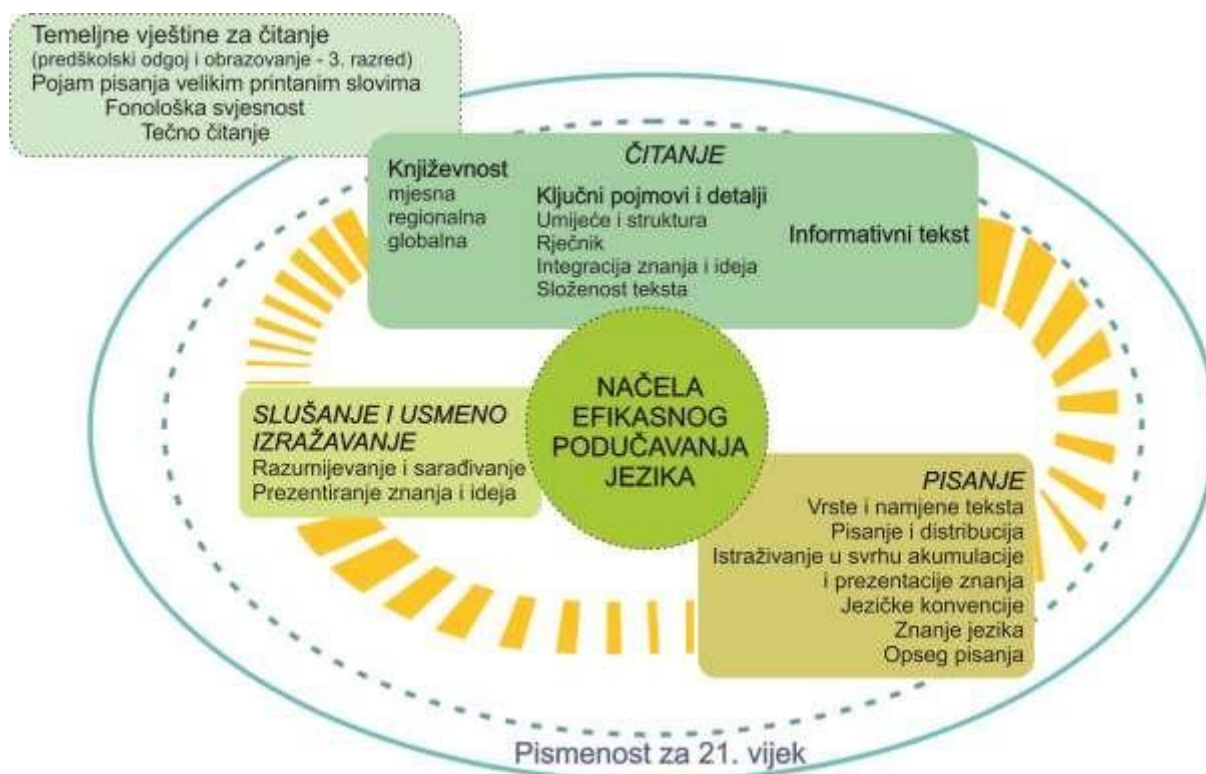 Temeljne vještine za čitanje
(predškolski odgoj i obrazovanje - 3. razred)
Pojam pisanja velikim printanim slovima
Fonološka svjesnost
Tečno čitanje
ČITANJE
Književnost
mjesna
regionalna
globalna
Ključni pojmovi i detalji
Umijeće i struktura
Rječnik
Integracija znanja i ideja
Složenost teksta
Informativni tekst
NAČELA
EFIKASNOG
PODUČAVANJA
JEZIKA
SLUŠANJE I USMENO
IZRAŽAVANJE
Razumijevanje i sarađivanje
Prezentiranje znanja i ideja
PISANJE
Vrste i namjene teksta
Pisanje i distribucija
Istraživanje u svrhu akumulacije
i prezentacije znanja
Jezičke konvencije
Znanje jezika
Opseg pisanja
Pismenost za 21. vijek